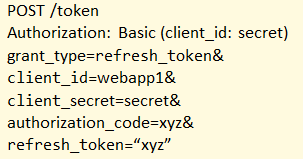 POST /token
Authorization: Basic (client_id: secret)
grant_type=refresh_token&
client_id=webapp1&
client_secret=secret&
authorization_code=xyz&
refresh_token=“xyz”